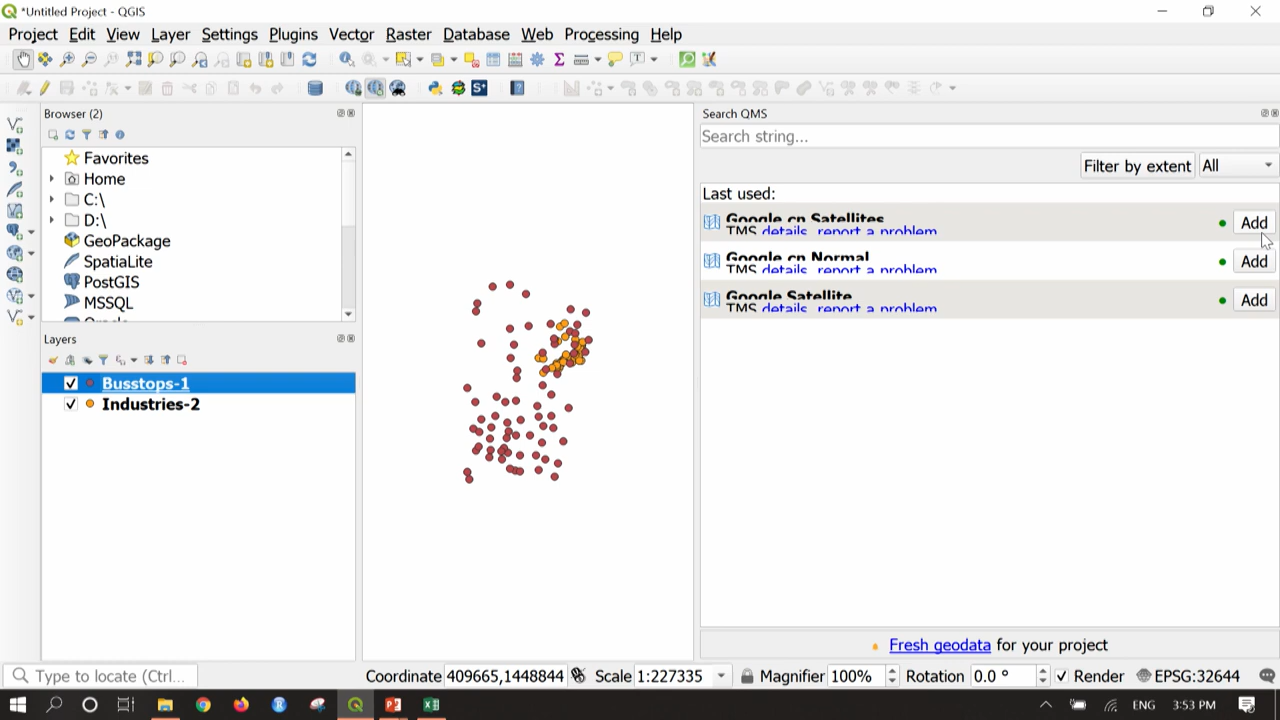 *Untitled Project - QGIS
Project Edit View Layer Settings Plugins Vector Raster Database Web Processing Help
Browser (2)
Favorites
Home
C:\
D:\
GeoPackage
SpatiaLite
PostGIS
MSSQL
Layers
Busstops-1
Industries-2
Search QMS
Search string...
Filter by extent All
Last used:
Google cn Satellites
TMS details report a problem
Add
Google cn Normal
TMS details report a problem
Add
Google Satellite
TMS details report a problem
Add
Fresh geodata for your project
Type to locate (Ctrl... Coordinate 409665,1448844 Scale 1:227335 Magnifier 100% Rotation 0.0 ° Render EPSG:32644
ENG 3:53 PM